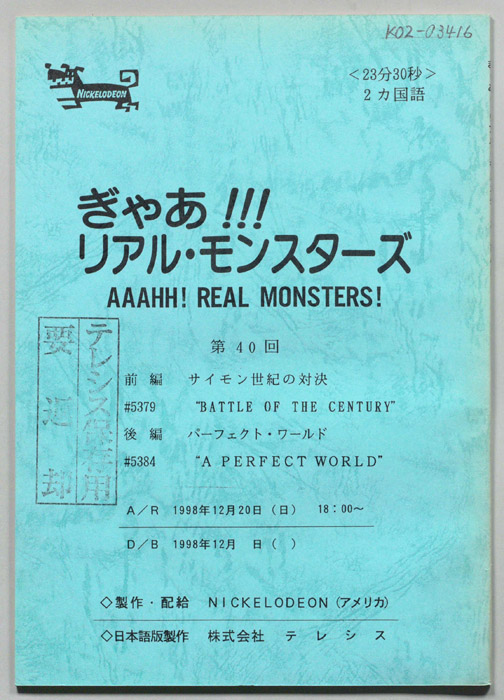 K02-03416
NICKELODEON
<23分30秒>
2カ国語
ぎゃあ!!!
リアル・モンスターズ
AAAHH! REAL MONSTERS!
テレシス保存用
要返却
第40回
前編 サイモン世紀の対決
#5379 "BATTLE OF THE CENTURY"
後編 パーフェクト・ワールド
#5384 "A PERFECT WORLD"
A/R 1998年12月20日(日) 18:00~
D/B 1998年12月 日( )
◇製作・配給 NICKELODEON(アメリカ)
◇日本語版製作 株式会社 テレシス